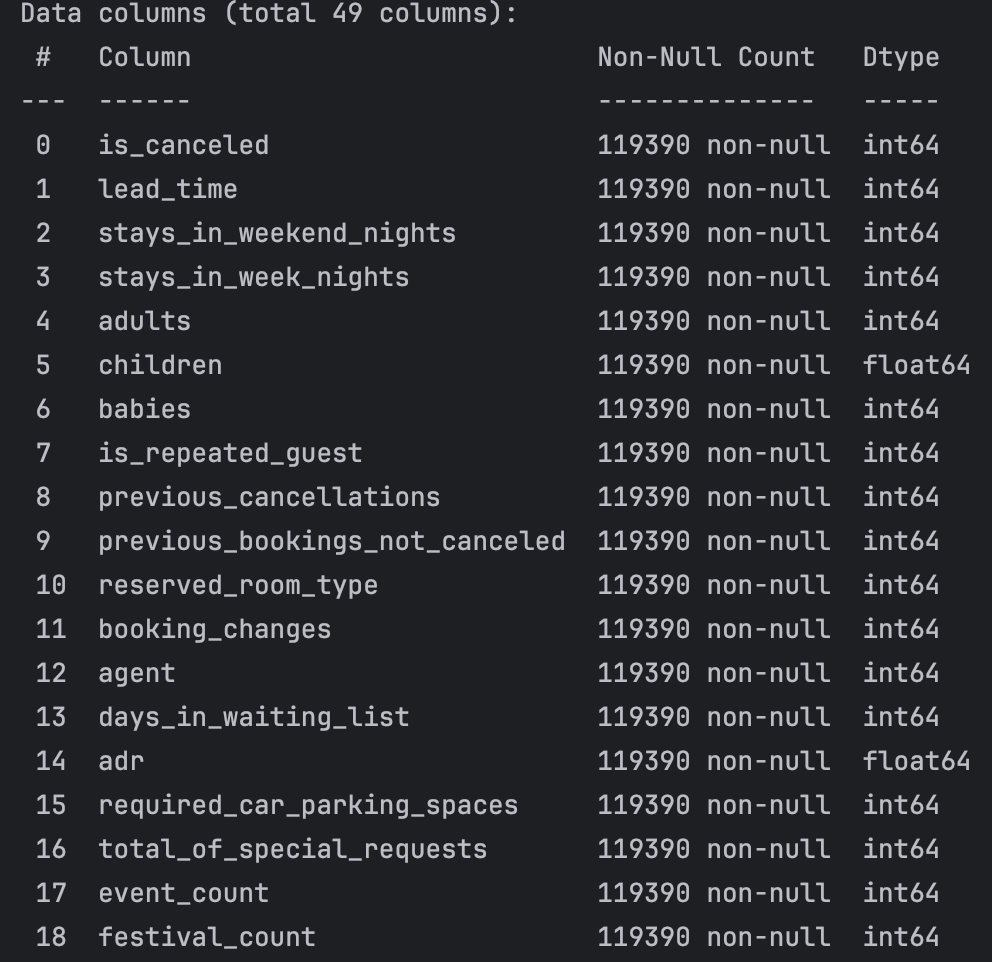 Data columns (total 49 columns):
 #   Column                          Non-Null Count   Dtype
---  ------                          --------------   -----
 0   is_canceled                     119390 non-null  int64
 1   lead_time                       119390 non-null  int64
 2   stays_in_weekend_nights         119390 non-null  int64
 3   stays_in_week_nights            119390 non-null  int64
 4   adults                          119390 non-null  int64
 5   children                        119390 non-null  float64
 6   babies                          119390 non-null  int64
 7   is_repeated_guest               119390 non-null  int64
 8   previous_cancellations          119390 non-null  int64
 9   previous_bookings_not_canceled  119390 non-null  int64
 10  reserved_room_type              119390 non-null  int64
 11  booking_changes                 119390 non-null  int64
 12  agent                           119390 non-null  int64
 13  days_in_waiting_list            119390 non-null  int64
 14  adr                             119390 non-null  float64
 15  required_car_parking_spaces     119390 non-null  int64
 16  total_of_special_requests       119390 non-null  int64
 17  event_count                     119390 non-null  int64
 18  festival_count                  119390 non-null  int64